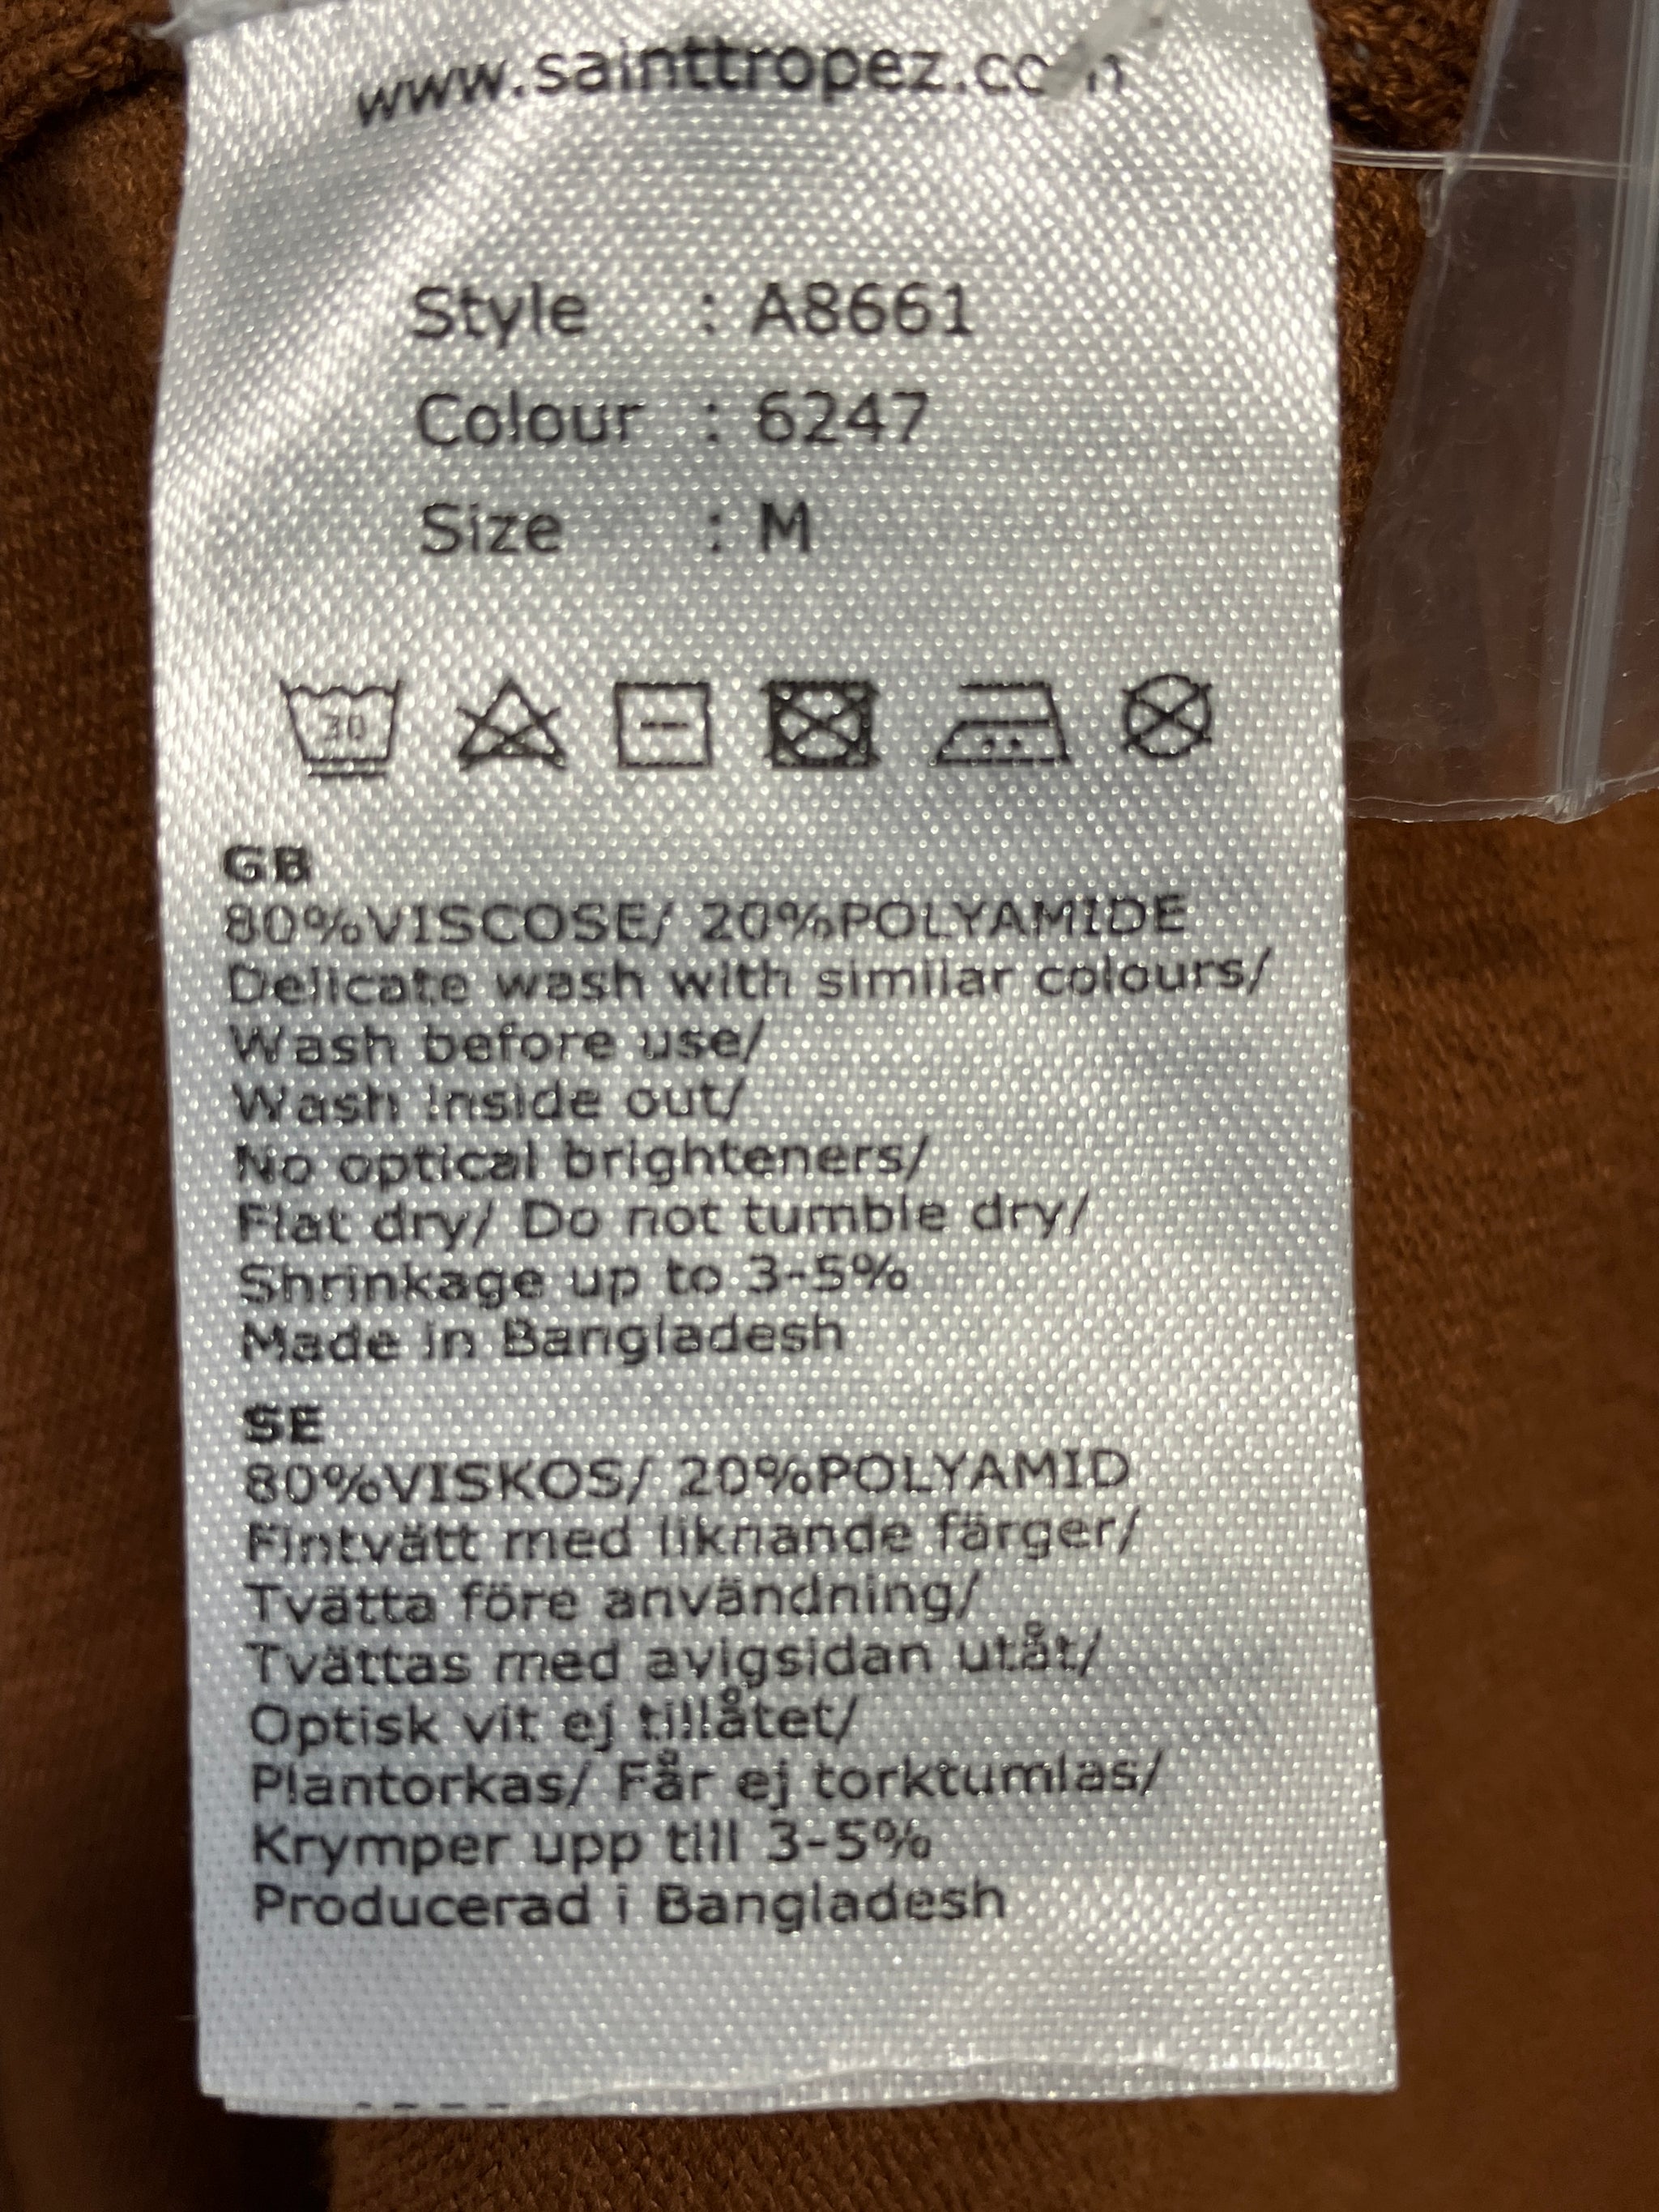 www.sainttropez.com
Style : A8661
Colour : 6247
Size : M
30
GB
80%VISCOSE/ 20%POLYAMIDE
Delicate wash with similar colours/
Wash before use/
Wash inside out/
No optical brighteners/
Flat dry/ Do not tumble dry/
Shrinkage up to 3-5%
Made in Bangladesh
SE
80%VISKOS/ 20%POLYAMID
Fintvätt med liknande färger/
Tvätta före användning/
Tvättas med avigsidan utåt/
Optisk vit ej tillåtet/
Plantorkas/ Får ej torktumlas/
Krymper upp till 3-5%
Producerad i Bangladesh